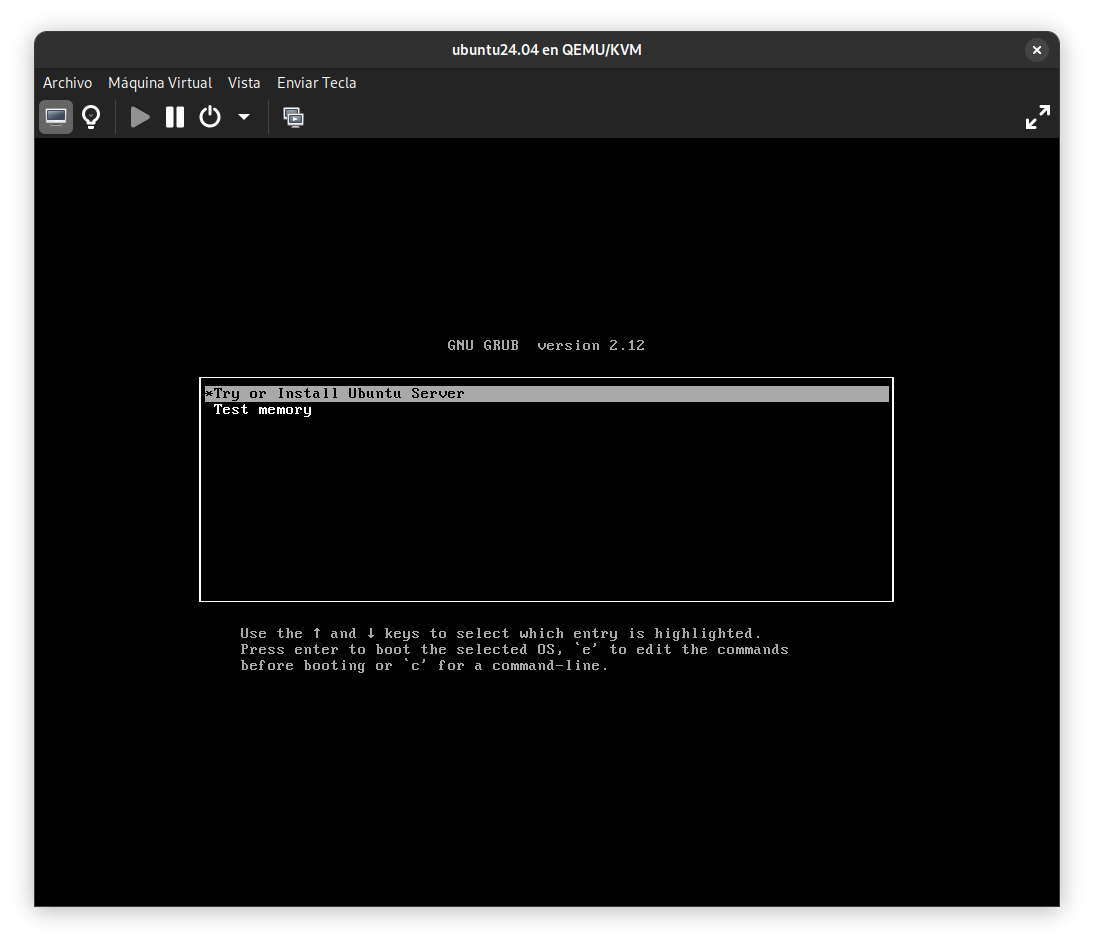 ubuntu24.04 en QEMU/KVM
Archivo Máquina Virtual Vista Enviar Tecla
GNU GRUB  version 2.12
*Try or Install Ubuntu Server
Test memory
Use the ↑ and ↓ keys to select which entry is highlighted.
Press enter to boot the selected OS, `e' to edit the commands
before booting or `c' for a command-line.